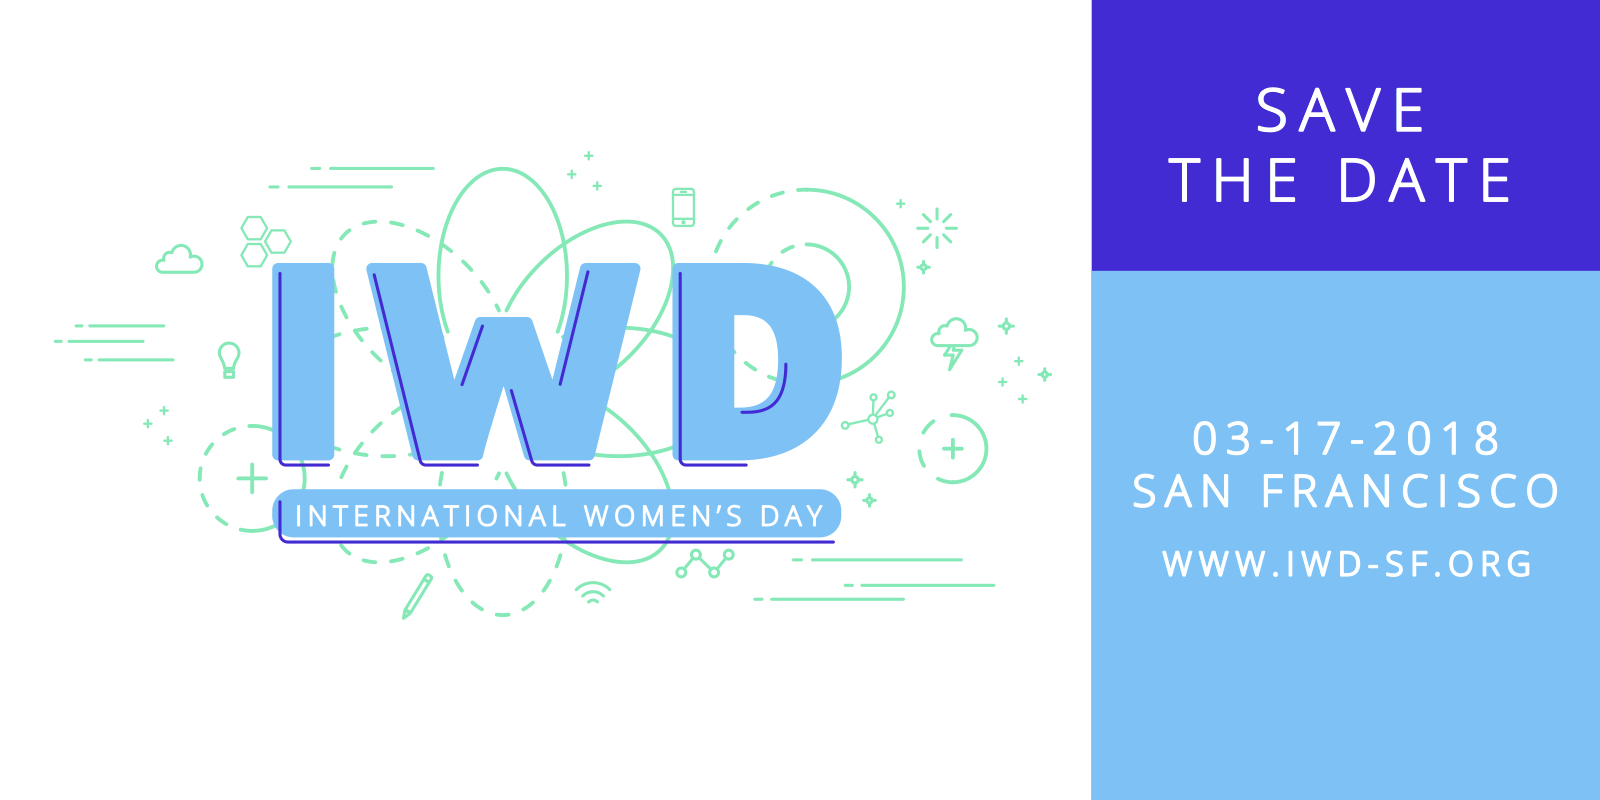 IWD
INTERNATIONAL WOMEN'S DAY
SAVE
THE DATE
03-17-2018
SAN FRANCISCO
WWW.IWD-SF.ORG